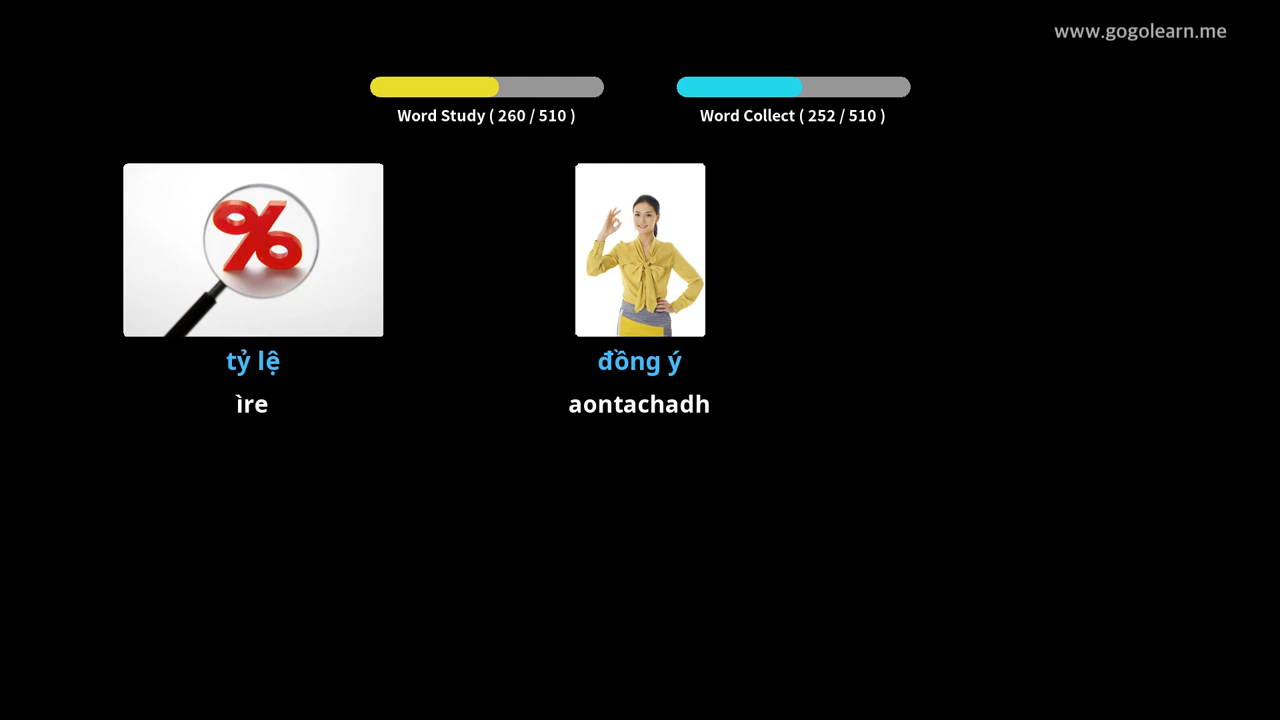 www.gogolearn.me
Word Study ( 260 / 510 )
Word Collect ( 252 / 510 )
tỷ lệ
ìre
đồng ý
aontachadh